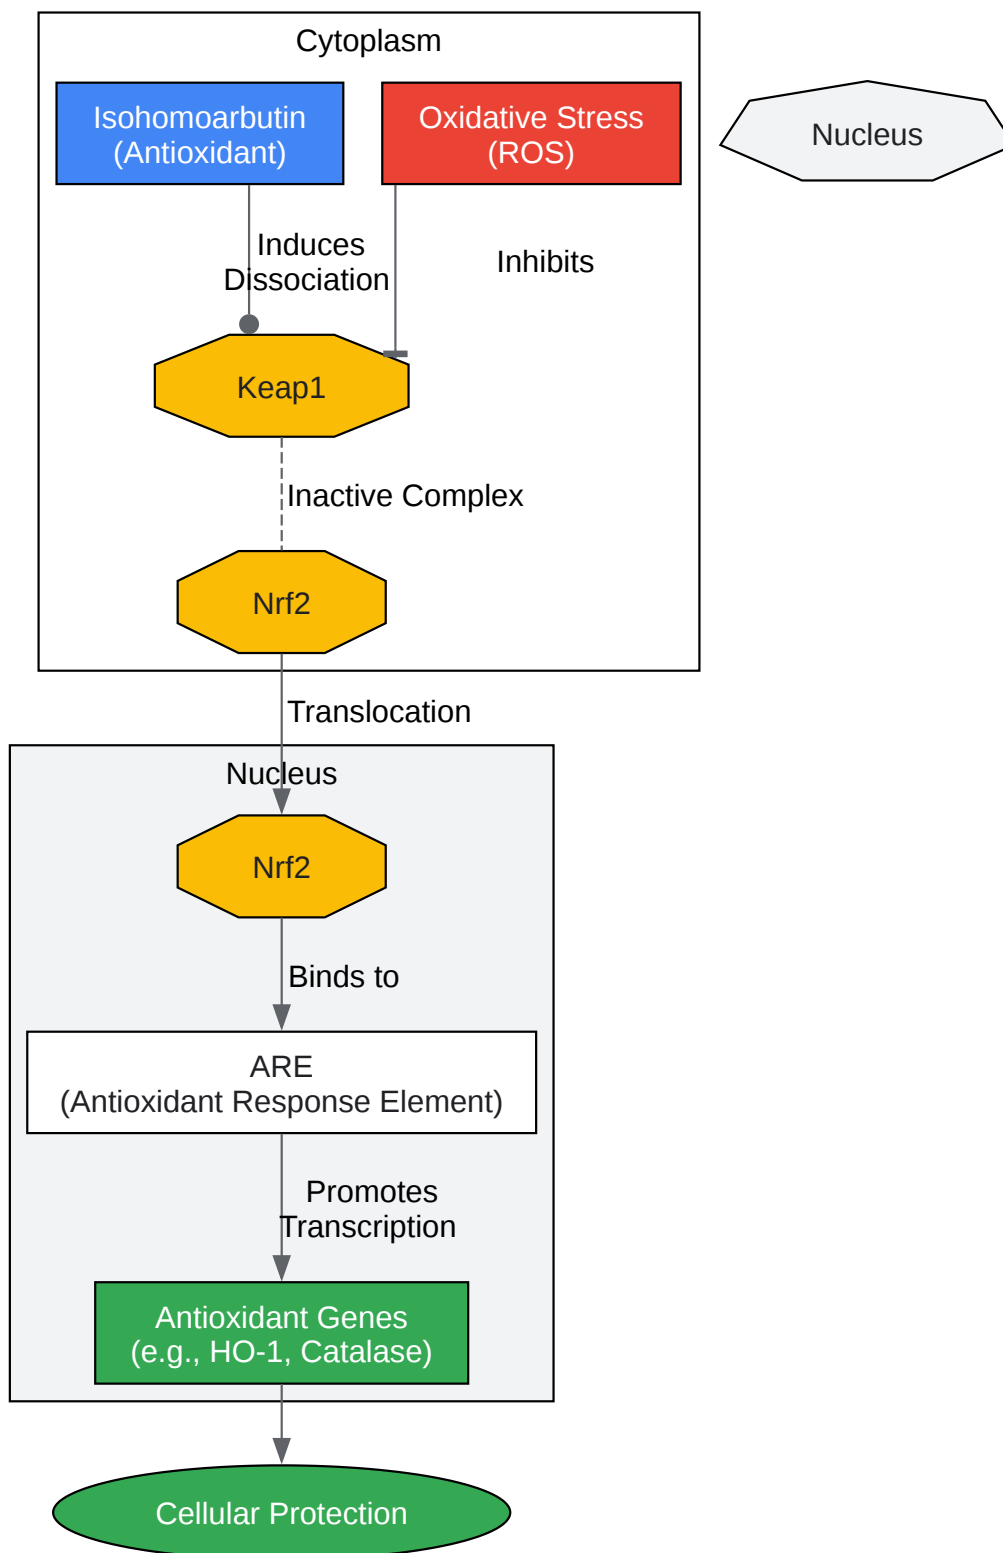 Cytoplasm
Isohomoarbutin
(Antioxidant)
Oxidative Stress
(ROS)
Nucleus
Induces
Dissociation
Inhibits
Keap1
Inactive Complex
Nrf2
Translocation
Nucleus
Nrf2
Binds to
ARE
(Antioxidant Response Element)
Promotes
Transcription
Antioxidant Genes
(e.g., HO-1, Catalase)
Cellular Protection